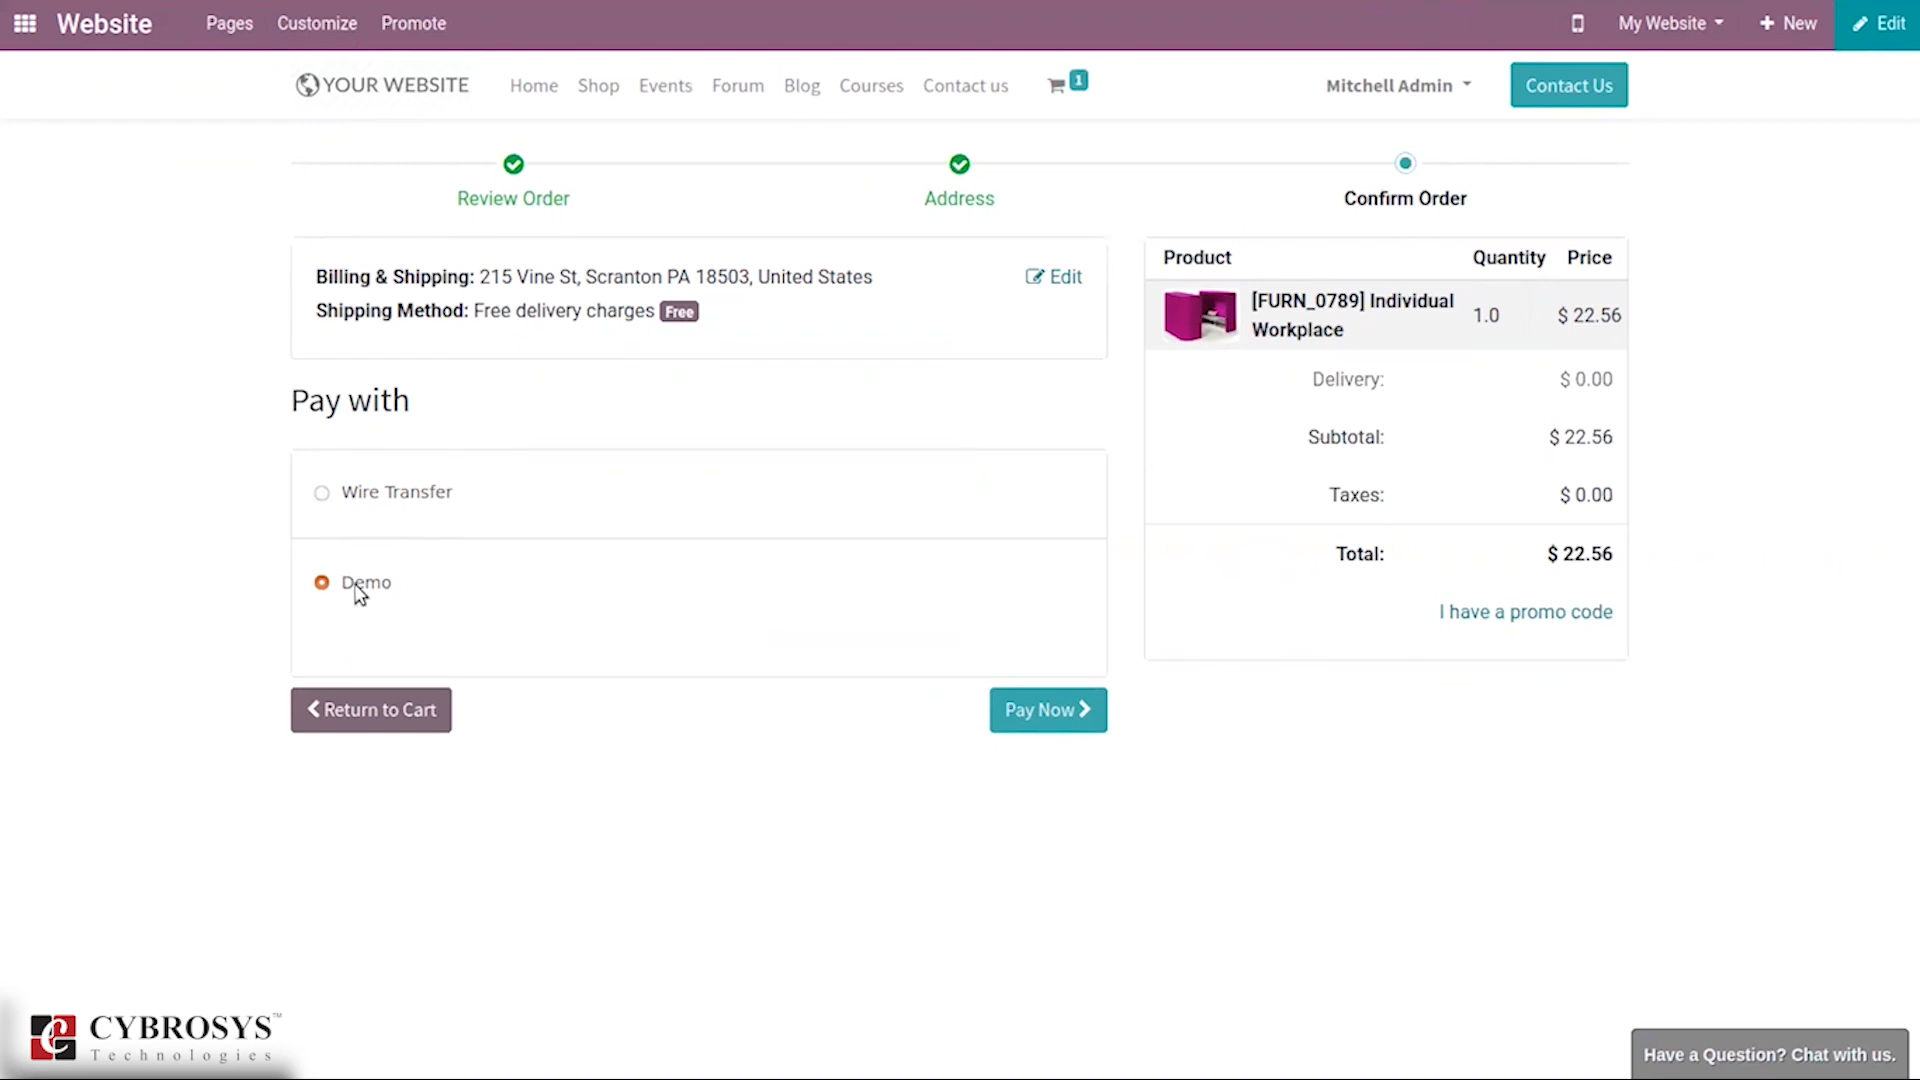 Website Pages Customize Promote My Website New Edit
YOUR WEBSITE Home Shop Events Forum Blog Courses Contact us 1 Mitchell Admin Contact Us
Review Order Address Confirm Order
Billing & Shipping: 215 Vine St, Scranton PA 18503, United States Edit
Shipping Method: Free delivery charges Free
Pay with
Wire Transfer
Demo
Return to Cart Pay Now
Product Quantity Price
[FURN_0789] Individual
Workplace 1.0 $ 22.56
Delivery: $ 0.00
Subtotal: $ 22.56
Taxes: $ 0.00
Total: $ 22.56
I have a promo code
CYBROSYS™
Technologies
Have a Question? Chat with us.